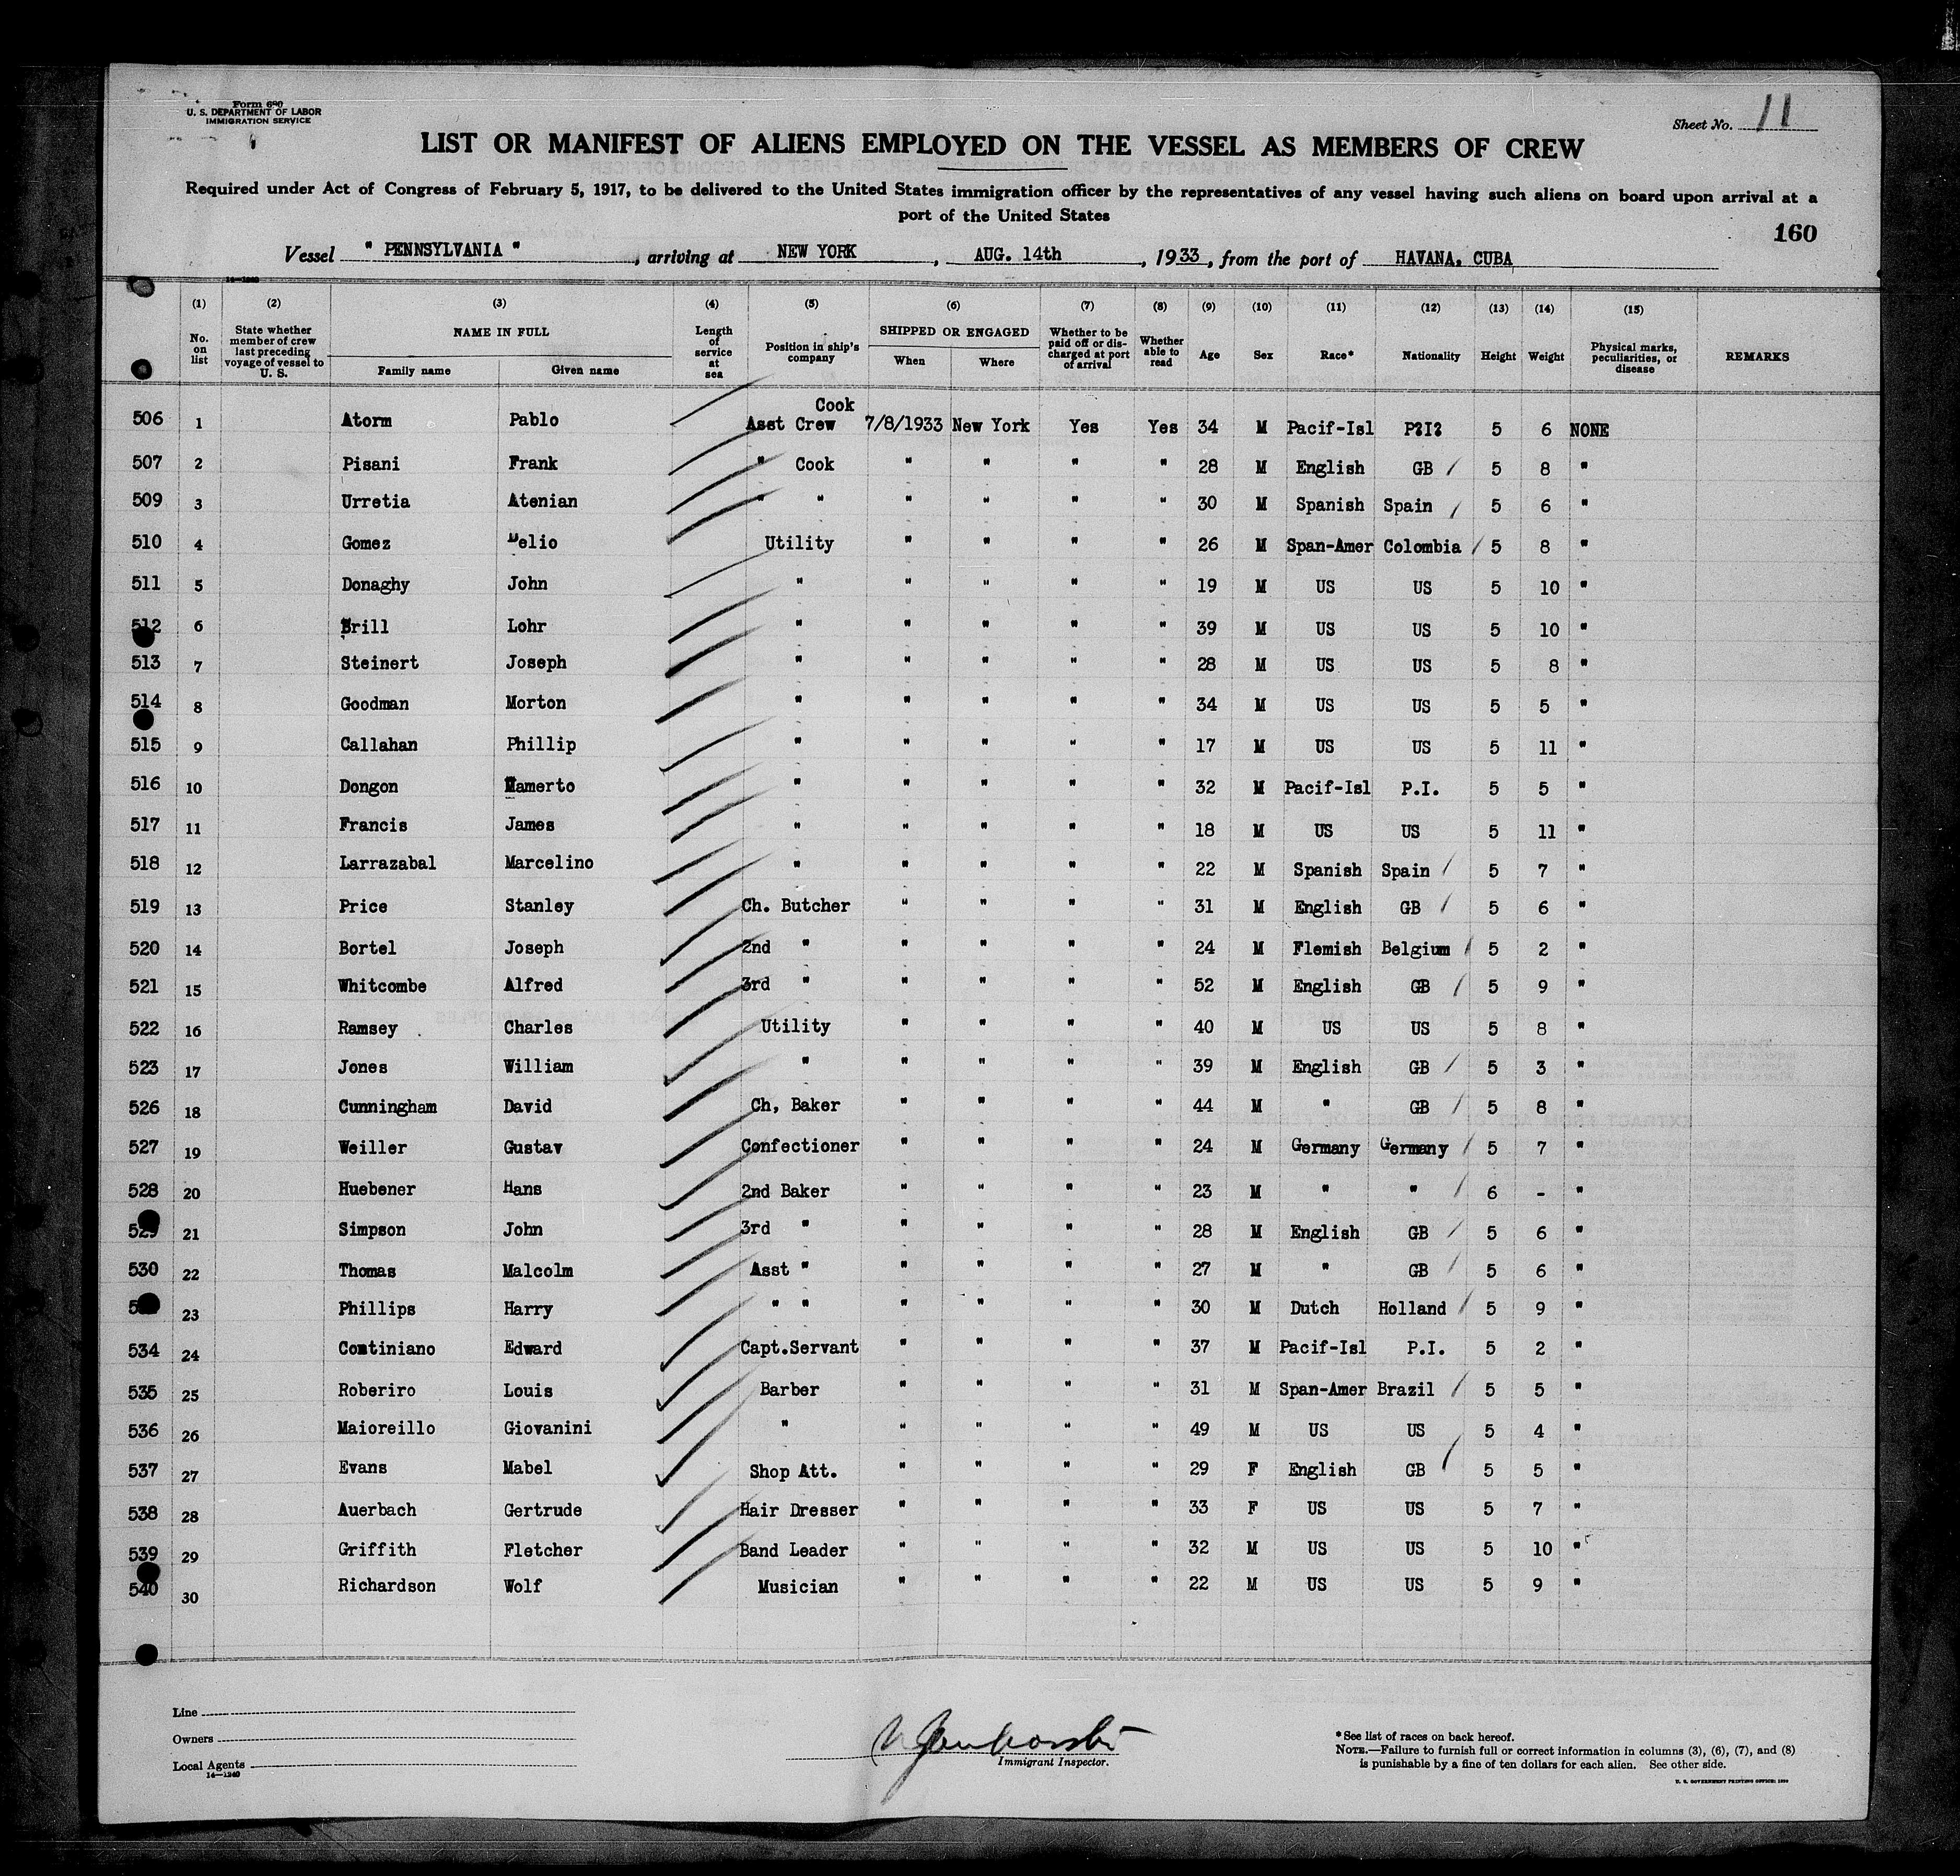 Form 680
U. S. DEPARTMENT OF LABOR
IMMIGRATION SERVICE
Sheet No. 11
LIST OR MANIFEST OF ALIENS EMPLOYED ON THE VESSEL AS MEMBERS OF CREW
Required under Act of Congress of February 5, 1917, to be delivered to the United States immigration officer by the representatives of any vessel having such aliens on board upon arrival at a
port of the United States
160
Vessel " PENNSYLVANIA " , arriving at NEW YORK , AUG. 14th , 1933, from the port of HAVANA, CUBA
14-1240
(1) (2) (3) (4) (5) (6) (7) (8) (9) (10) (11) (12) (13) (14) (15)
No. on list State whether member of crew last preceding voyage of vessel to U. S. NAME IN FULL Family name Given name Length of service at sea Position in ship's company SHIPPED OR ENGAGED When Where Whether to be paid off or discharged at port of arrival Whether able to read Age Sex Race* Nationality Height Weight Physical marks, peculiarities, or disease REMARKS
506 1 Atorm Pablo Cook Asst Crew 7/8/1933 New York Yes Yes 34 M Pacif-Isl P?I? 5 6 NONE
507 2 Pisani Frank " Cook " " " " 28 M English GB 5 8 "
509 3 Urretia Atenian " " " " " " 30 M Spanish Spain 5 6 "
510 4 Gomez Delio Utility " " " " 26 M Span-Amer Colombia 5 8 "
511 5 Donaghy John " " " " " 19 M US US 5 10 "
512 6 Brill Lohr " " " " " 39 M US US 5 10 "
513 7 Steinert Joseph " " " " " 28 M US US 5 8 "
514 8 Goodman Morton " " " " " 34 M US US 5 5 "
515 9 Callahan Phillip " " " " " 17 M US US 5 11 "
516 10 Dongon Mamerto " " " " " 32 M Pacif-Isl P.I. 5 5 "
517 11 Francis James " " " " " 18 M US US 5 11 "
518 12 Larrazabal Marcelino " " " " " 22 M Spanish Spain 5 7 "
519 13 Price Stanley Ch. Butcher " " " " 31 M English GB 5 6 "
520 14 Bortel Joseph 2nd " " " " " 24 M Flemish Belgium 5 2 "
521 15 Whitcombe Alfred 3rd " " " " " 52 M English GB 5 9 "
522 16 Ramsey Charles Utility " " " " 40 M US US 5 8 "
523 17 Jones William " " " " " 39 M English GB 5 3 "
526 18 Cunningham David Ch, Baker " " " " 44 M " GB 5 8 "
527 19 Weiller Gustav Confectioner " " " " 24 M Germany Germany 5 7 "
528 20 Huebener Hans 2nd Baker " " " " 23 M " " 6 - "
529 21 Simpson John 3rd " " " " " 28 M English GB 5 6 "
530 22 Thomas Malcolm Asst " " " " " 27 M " GB 5 6 "
23 Phillips Harry " " " " " " 30 M Dutch Holland 5 9 "
534 24 Continiano Edward Capt.Servant " " " " 37 M Pacif-Isl P.I. 5 2 "
535 25 Roberiro Louis Barber " " " " 31 M Span-Amer Brazil 5 5 "
536 26 Maioreillo Giovanini " " " " " 49 M US US 5 4 "
537 27 Evans Mabel Shop Att. " " " " 29 F English GB 5 5 "
538 28 Auerbach Gertrude Hair Dresser " " " " 33 F US US 5 7 "
539 29 Griffith Fletcher Band Leader " " " " 32 M US US 5 10 "
540 30 Richardson Wolf Musician " " " " 22 M US US 5 9 "
Line
Owners
Local Agents
14-1240
Immigrant Inspector.
*See list of races on back hereof.
NOTE.—Failure to furnish full or correct information in columns (3), (6), (7), and (8)
is punishable by a fine of ten dollars for each alien. See other side.